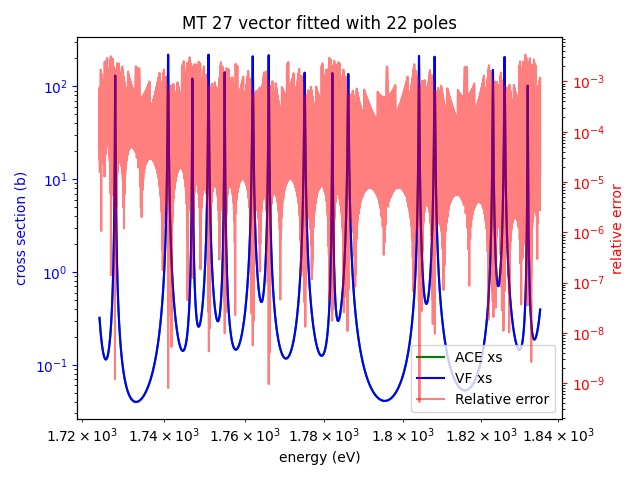 MT 27 vector fitted with 22 poles
cross section (b)
10²
10¹
10⁰
10⁻¹
10⁻³
10⁻⁴
10⁻⁵
10⁻⁶
10⁻⁷
10⁻⁸
10⁻⁹
relative error
ACE xs
VF xs
Relative error
1.72 × 10³ 1.74 × 10³ 1.76 × 10³ 1.78 × 10³ 1.8 × 10³ 1.82 × 10³ 1.84 × 10³
energy (eV)